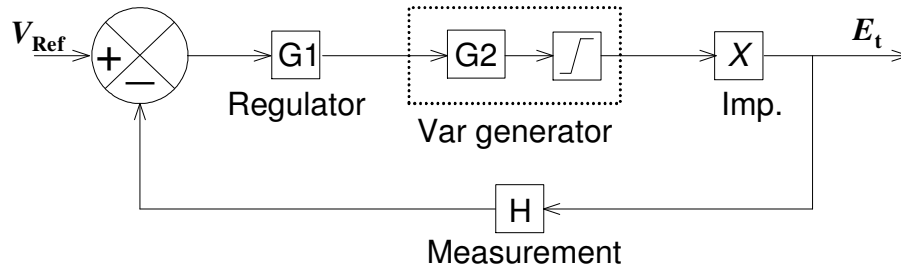 V_Ref
+
−
G1
Regulator
G2
Var generator
X
Imp.
E_t
H
Measurement